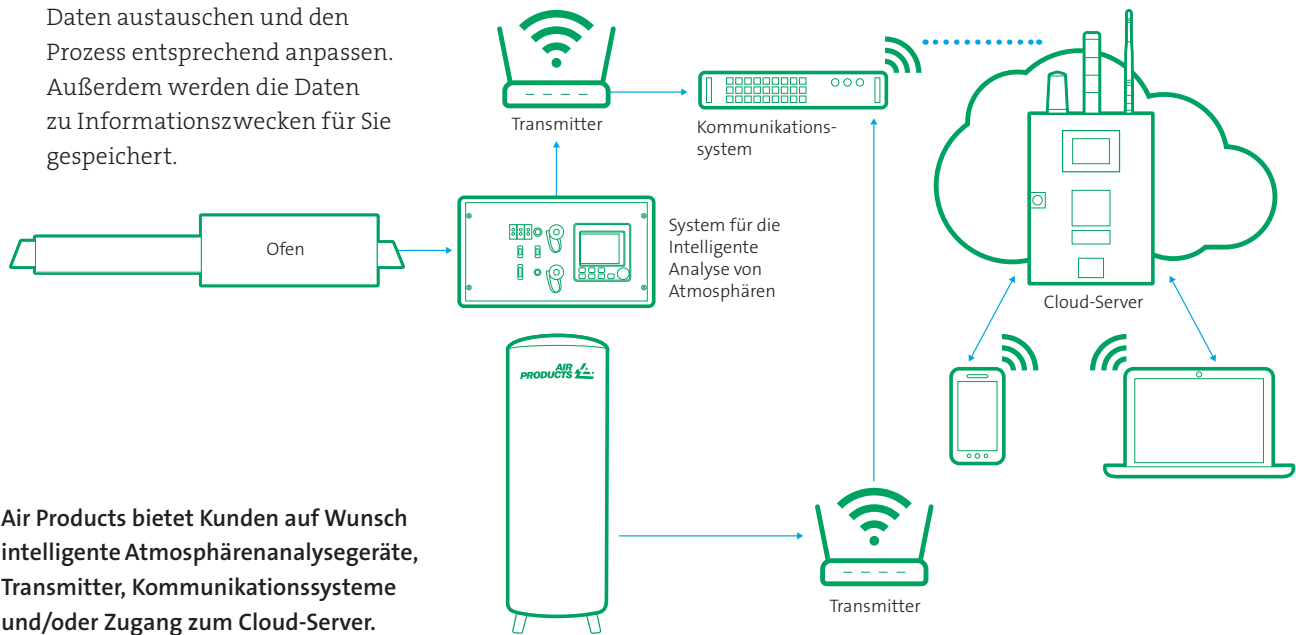 Daten austauschen und den
Prozess entsprechend anpassen.
Außerdem werden die Daten
zu Informationszwecken für Sie
gespeichert.
Transmitter
Kommunikations-
system
Ofen
System für die
Intelligente
Analyse von
Atmosphären
Cloud-Server
AIR
PRODUCTS
Air Products bietet Kunden auf Wunsch
intelligente Atmosphärenanalysegeräte,
Transmitter, Kommunikationssysteme
und/oder Zugang zum Cloud-Server.
Transmitter